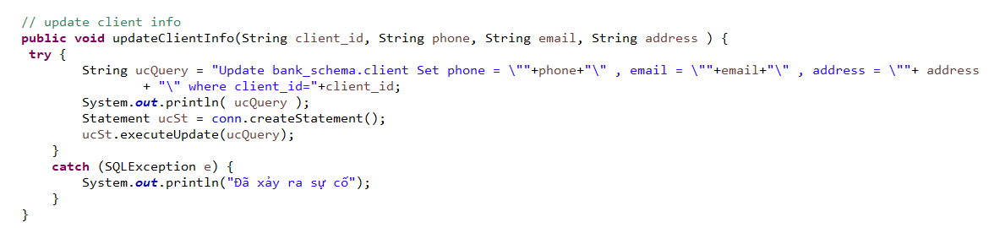 // update client info
public void updateClientInfo(String client_id, String phone, String email, String address ) {
try {
String ucQuery = "Update bank_schema.client Set phone = \""+phone+"\" , email = \""+email+"\" , address = \""+ address
+ "\" where client_id="+client_id;
System.out.println( ucQuery );
Statement ucSt = conn.createStatement();
ucSt.executeUpdate(ucQuery);
}
catch (SQLException e) {
System.out.println("Đã xảy ra sự cố");
}
}